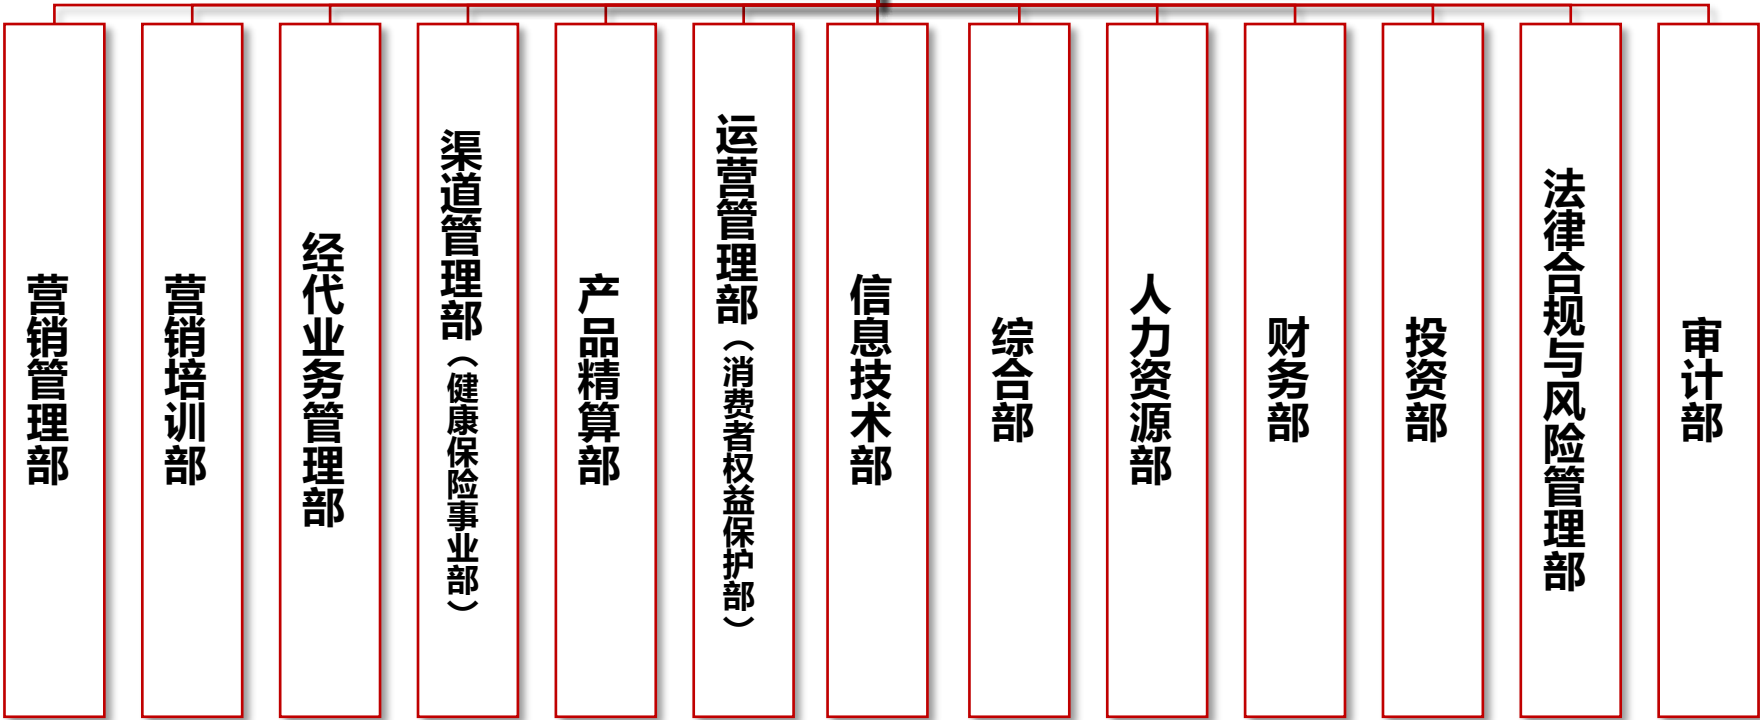 营销管理部
营销培训部
经代业务管理部
渠道管理部（健康保险事业部）
产品精算部
运营管理部（消费者权益保护部）
信息技术部
综合部
人力资源部
财务部
投资部
法律合规与风险管理部
审计部